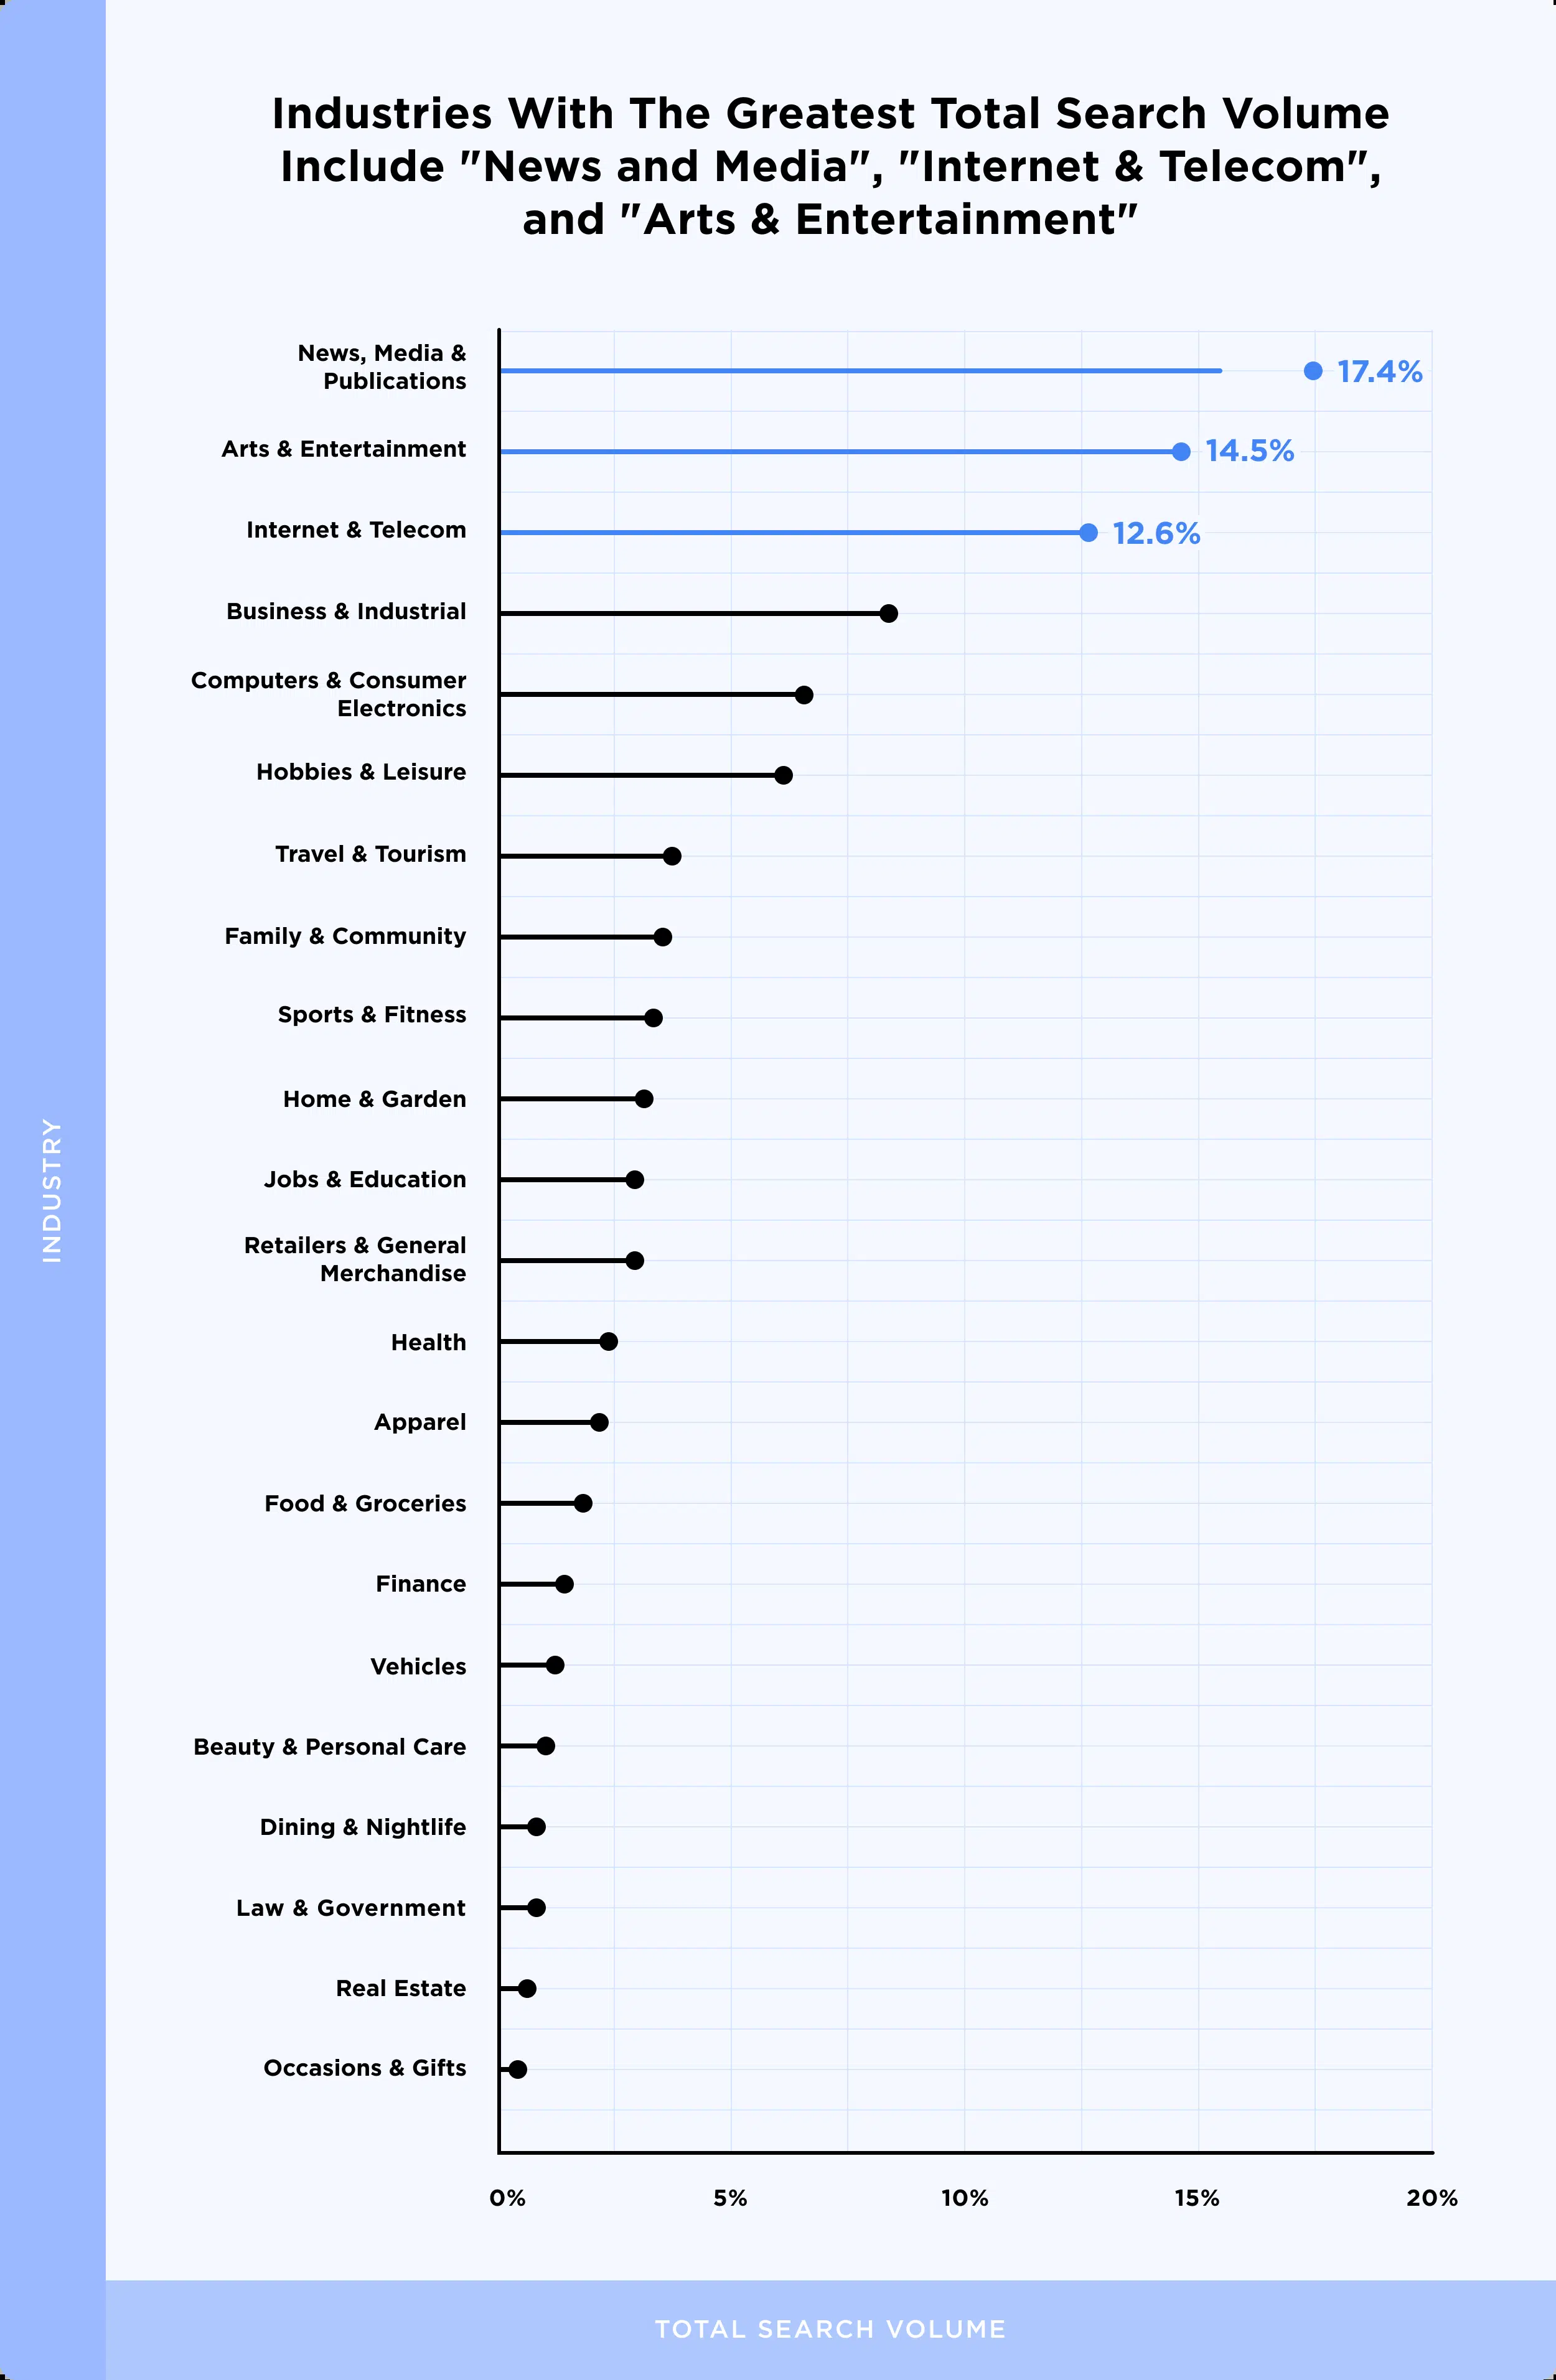 Industries With The Greatest Total Search Volume
Include "News and Media", "Internet & Telecom",
and "Arts & Entertainment"
News, Media &
Publications
17.4%
Arts & Entertainment
14.5%
Internet & Telecom
12.6%
Business & Industrial
Computers & Consumer
Electronics
Hobbies & Leisure
Travel & Tourism
Family & Community
Sports & Fitness
Home & Garden
Jobs & Education
Retailers & General
Merchandise
Health
Apparel
Food & Groceries
Finance
Vehicles
Beauty & Personal Care
Dining & Nightlife
Law & Government
Real Estate
Occasions & Gifts
0% 5% 10% 15% 20%
INDUSTRY
TOTAL SEARCH VOLUME